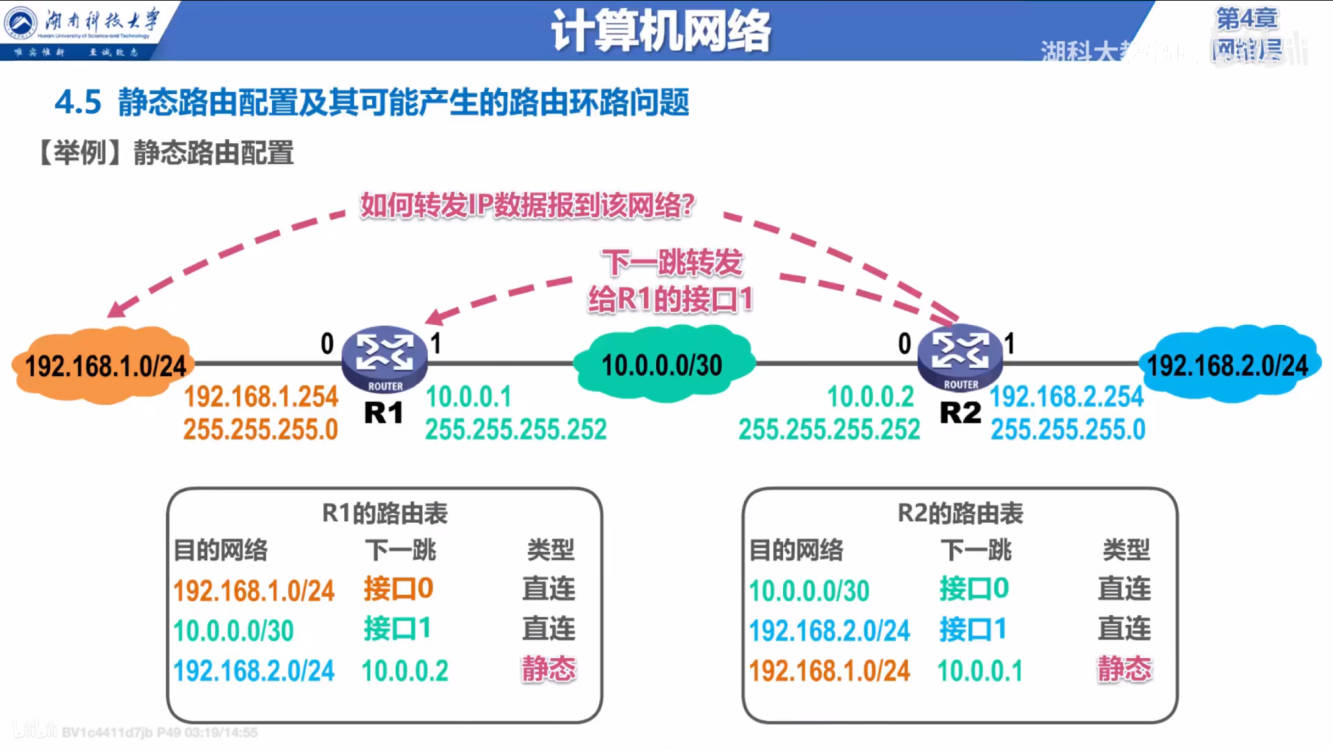 湖南科技大学
Hunan University of Science and Technology
唯实惟新 至诚致志
计算机网络
第4章
网络层
湖科大教
4.5 静态路由配置及其可能产生的路由环路问题
【举例】静态路由配置
如何转发IP数据报到该网络?
下一跳转发
给R1的接口1
0
1
0
1
192.168.1.0/24
10.0.0.0/30
192.168.2.0/24
ROUTER
ROUTER
192.168.1.254
255.255.255.0
R1
10.0.0.1
255.255.255.252
10.0.0.2
255.255.255.252
R2
192.168.2.254
255.255.255.0
R1的路由表
目的网络 下一跳 类型
192.168.1.0/24 接口0 直连
10.0.0.0/30 接口1 直连
192.168.2.0/24 10.0.0.2 静态
R2的路由表
目的网络 下一跳 类型
10.0.0.0/30 接口0 直连
192.168.2.0/24 接口1 直连
192.168.1.0/24 10.0.0.1 静态
BV1c4411d7jb P49 03:19/14:55